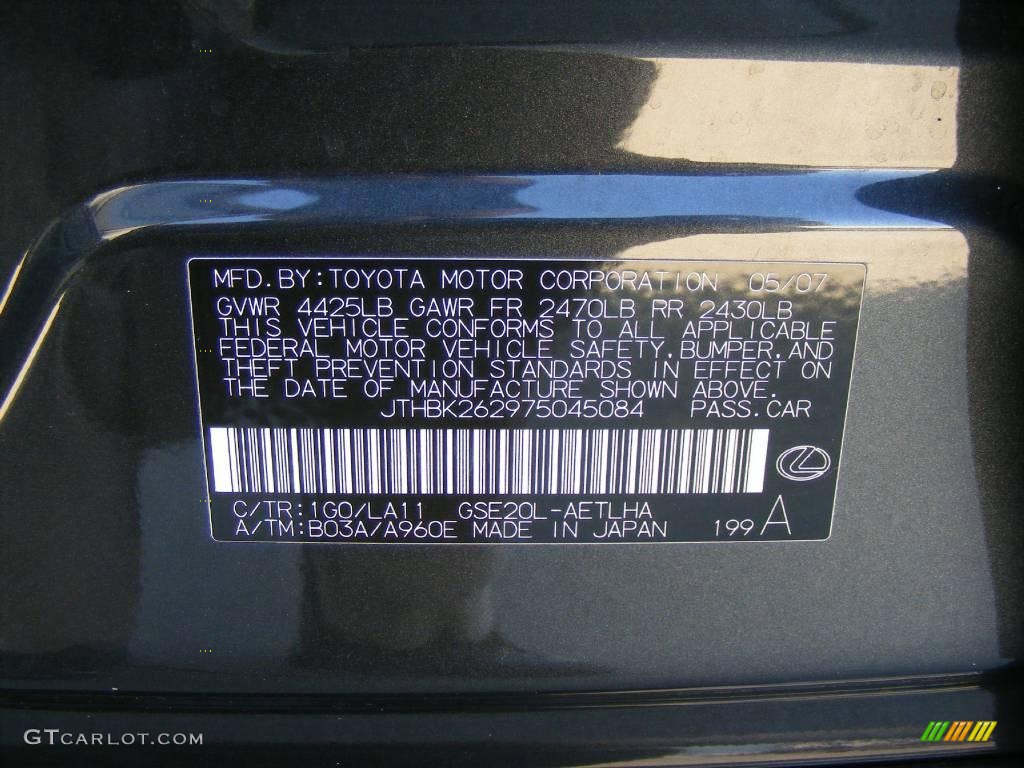 MFD.BY:TOYOTA MOTOR CORPORATION 05/07
GVWR 4425LB GAWR FR 2470LB RR 2430LB
THIS VEHICLE CONFORMS TO ALL APPLICABLE
FEDERAL MOTOR VEHICLE SAFETY,BUMPER,AND
THEFT PREVENTION STANDARDS IN EFFECT ON
THE DATE OF MANUFACTURE SHOWN ABOVE.
JTHBK262975045084 PASS.CAR
C/TR:1G0/LA11 GSE20L-AETLHA
A/TM:B03A/A960E MADE IN JAPAN 199A
GTCARLOT.COM